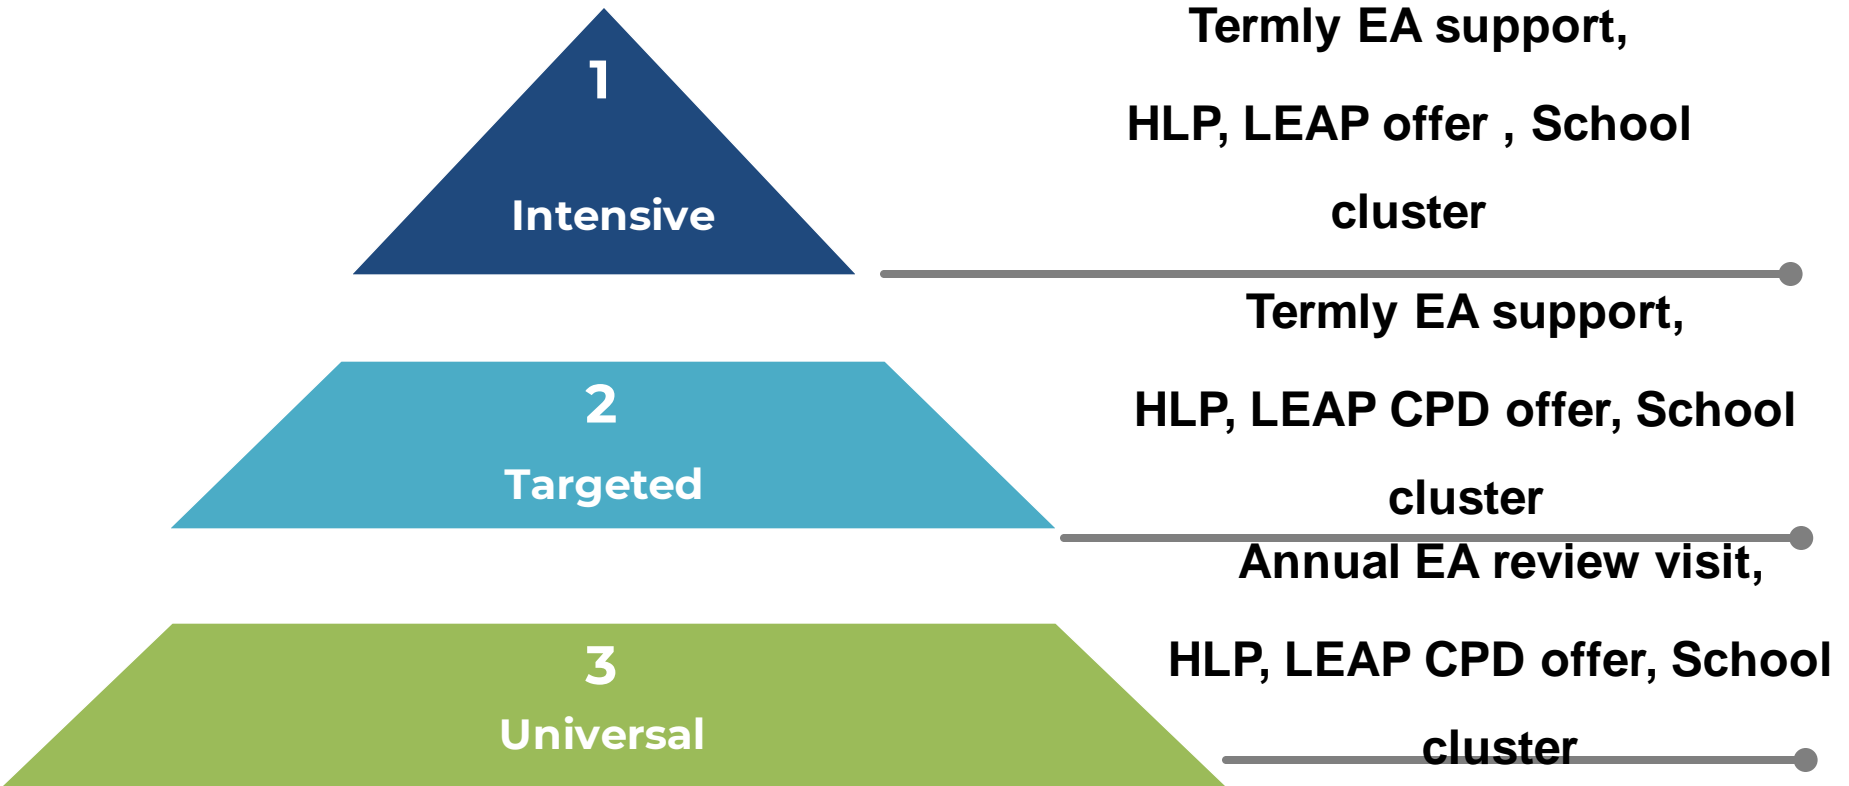 1
Intensive
Termly EA support,
HLP, LEAP offer , School
cluster
2
Targeted
Termly EA support,
HLP, LEAP CPD offer, School
cluster
3
Universal
Annual EA review visit,
HLP, LEAP CPD offer, School
cluster